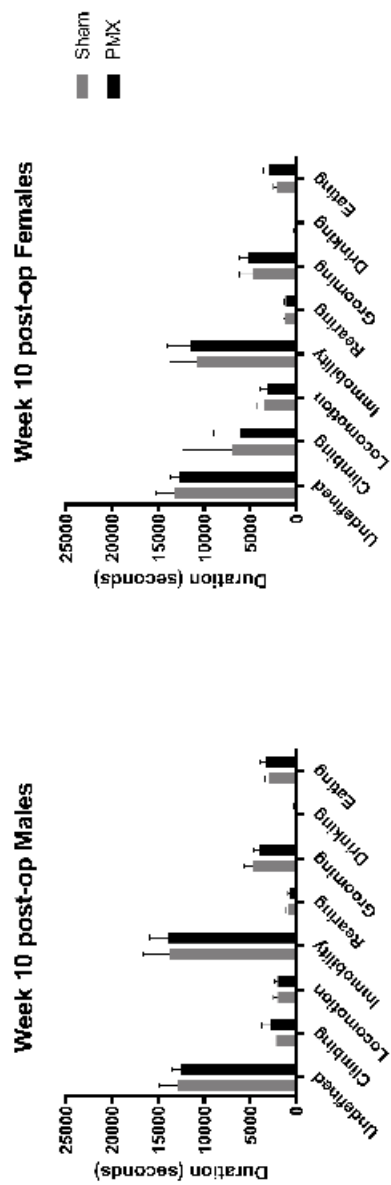 Week 10 post-op Males
Duration (seconds)
25000
20000
15000
10000
5000
0
Undefined
Climbing
Locomotion
Immobility
Rearing
Grooming
Drinking
Eating
Week 10 post-op Females
Duration (seconds)
25000
20000
15000
10000
5000
0
Undefined
Climbing
Locomation
Immobility
Rearing
Grooming
Drinking
Eating
Sham
PMX